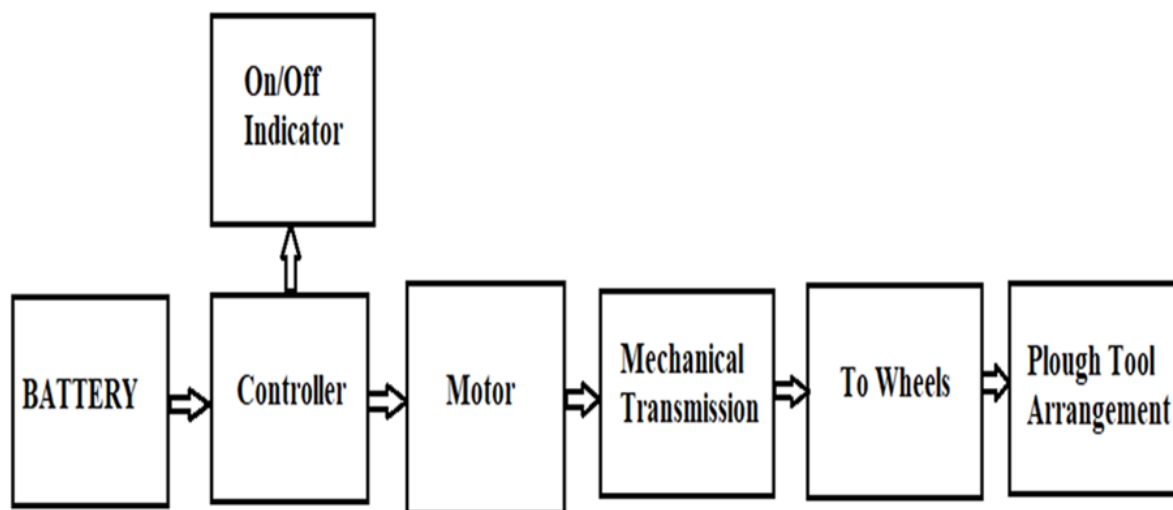 On/Off
Indicator
BATTERY
Controller
Motor
Mechanical
Transmission
To Wheels
Plough Tool
Arrangement